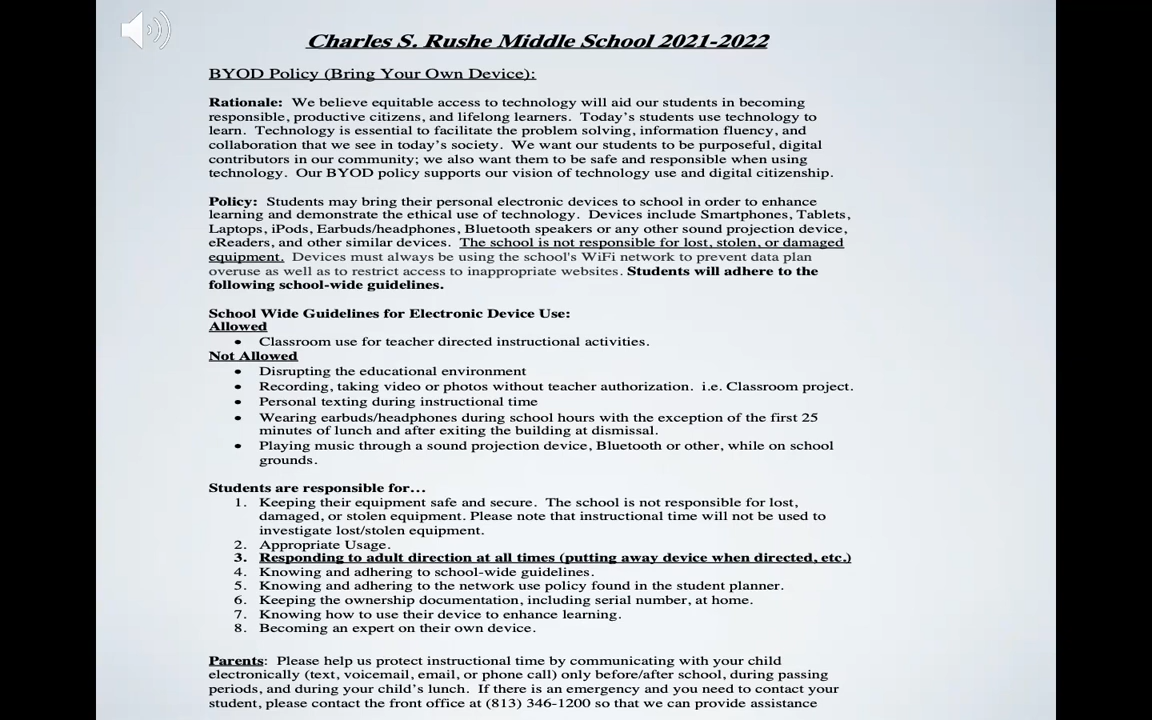 Charles S. Rushe Middle School 2021-2022
BYOD Policy (Bring Your Own Device):
Rationale: We believe equitable access to technology will aid our students in becoming
responsible, productive citizens, and lifelong learners. Today's students use technology to
learn. Technology is essential to facilitate the problem solving, information fluency, and
collaboration that we see in today's society. We want our students to be purposeful, digital
contributors in our community; we also want them to be safe and responsible when using
technology. Our BYOD policy supports our vision of technology use and digital citizenship.
Policy: Students may bring their personal electronic devices to school in order to enhance
learning and demonstrate the ethical use of technology. Devices include Smartphones, Tablets,
Laptops, iPods, Earbuds/headphones, Bluetooth speakers or any other sound projection device,
eReaders, and other similar devices. The school is not responsible for lost, stolen, or damaged
equipment. Devices must always be using the school's WiFi network to prevent data plan
overuse as well as to restrict access to inappropriate websites. Students will adhere to the
following school-wide guidelines.
School Wide Guidelines for Electronic Device Use:
Allowed
• Classroom use for teacher directed instructional activities.
Not Allowed
• Disrupting the educational environment
• Recording, taking video or photos without teacher authorization. i.e. Classroom project.
• Personal texting during instructional time
• Wearing earbuds/headphones during school hours with the exception of the first 25
minutes of lunch and after exiting the building at dismissal.
• Playing music through a sound projection device, Bluetooth or other, while on school
grounds.
Students are responsible for...
1. Keeping their equipment safe and secure. The school is not responsible for lost,
damaged, or stolen equipment. Please note that instructional time will not be used to
investigate lost/stolen equipment.
2. Appropriate Usage.
3. Responding to adult direction at all times (putting away device when directed, etc.)
4. Knowing and adhering to school-wide guidelines.
5. Knowing and adhering to the network use policy found in the student planner.
6. Keeping the ownership documentation, including serial number, at home.
7. Knowing how to use their device to enhance learning.
8. Becoming an expert on their own device.
Parents: Please help us protect instructional time by communicating with your child
electronically (text, voicemail, email, or phone call) only before/after school, during passing
periods, and during your child's lunch. If there is an emergency and you need to contact your
student, please contact the front office at (813) 346-1200 so that we can provide assistance